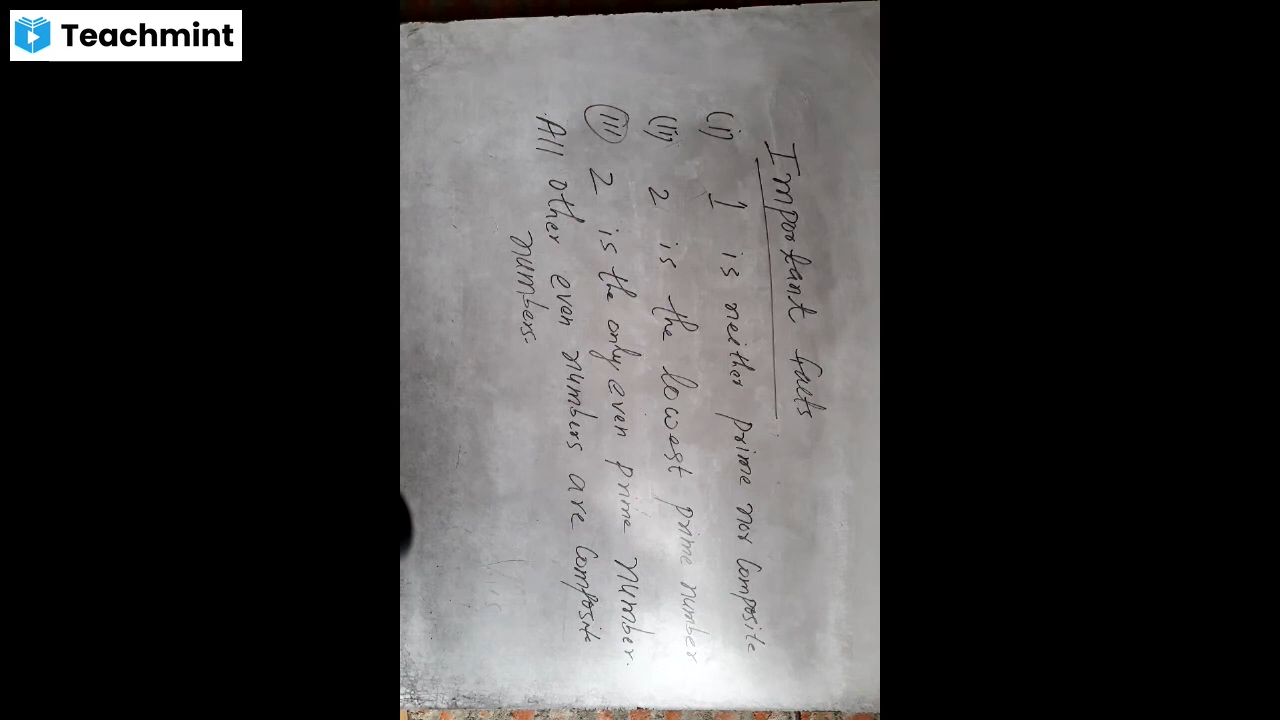 Teachmint
Important facts
(i) 1 is neither prime nor Composite
(ii) 2 is the lowest prime number
(iii) 2 is the only even prime number.
All other even numbers are Composite
numbers.